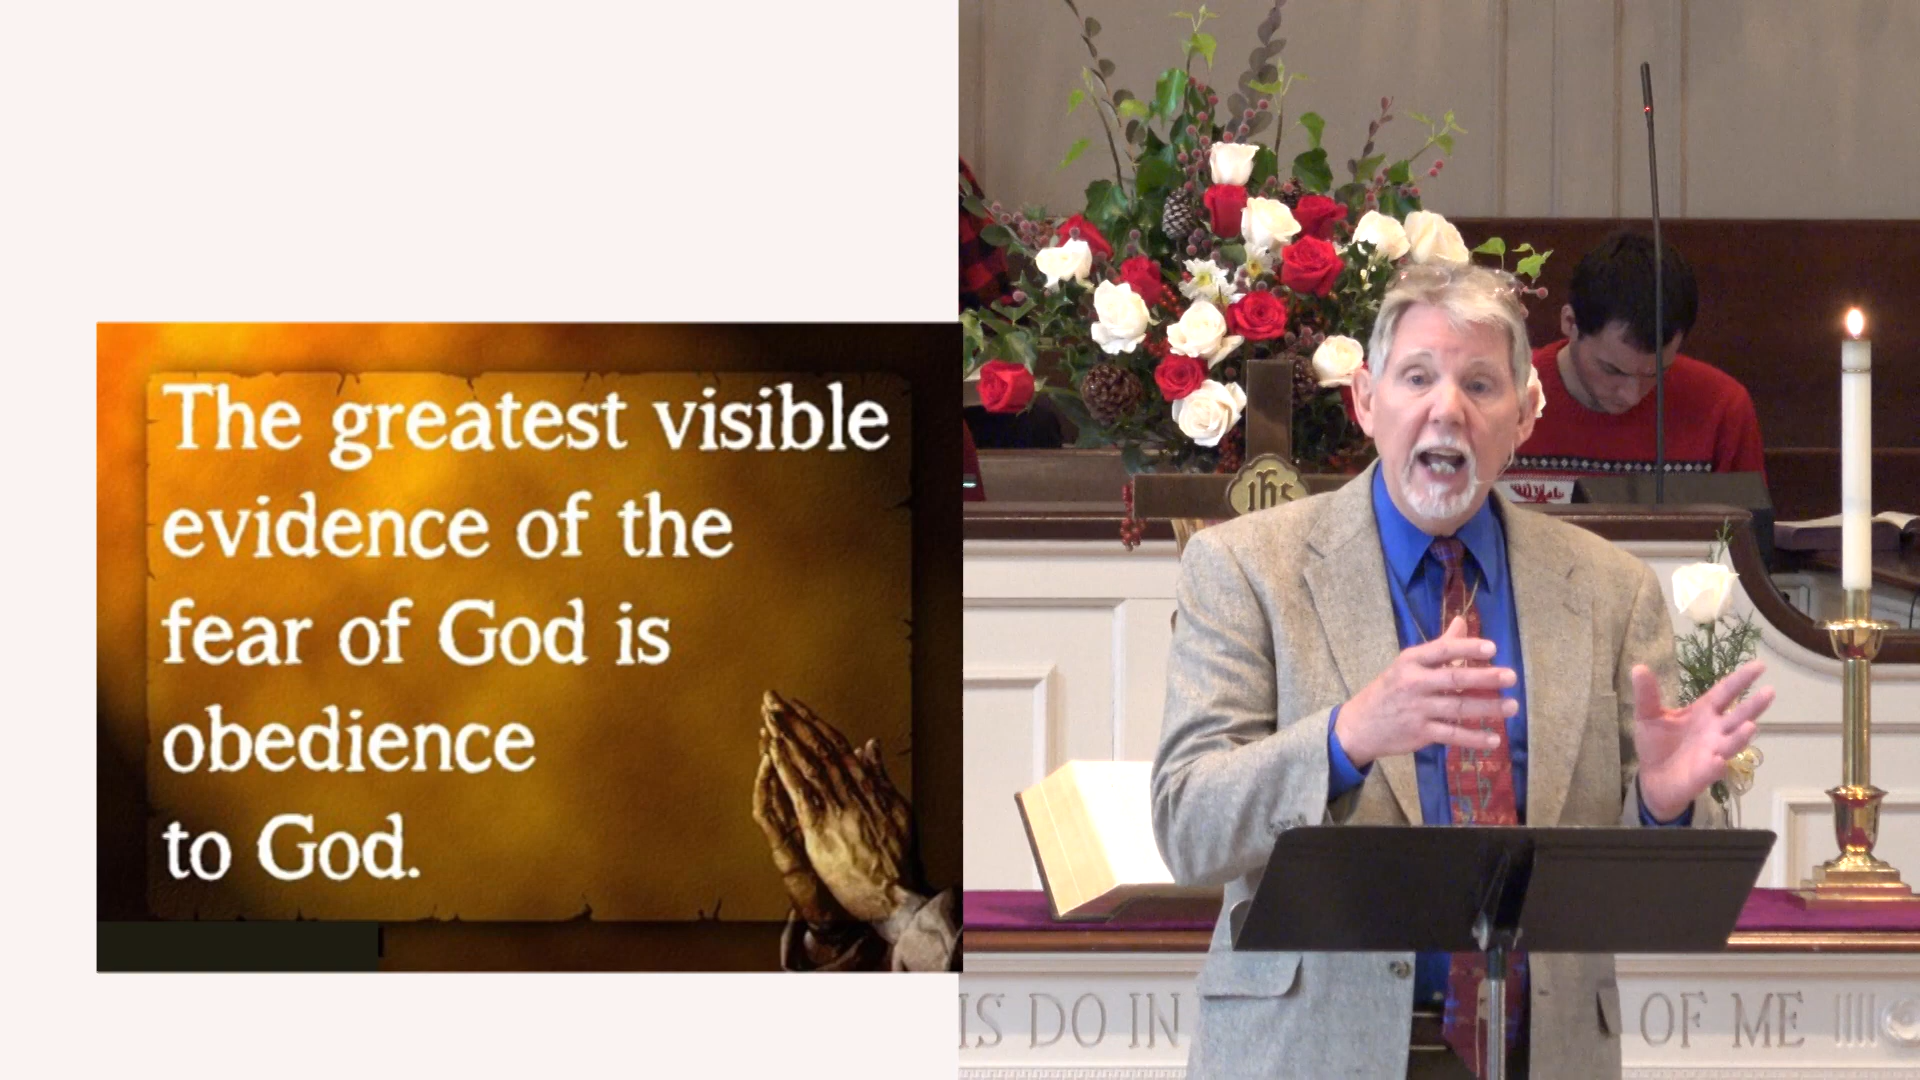 The greatest visible
evidence of the
fear of God is
obedience
to God.
ihs
IS DO IN
OF ME